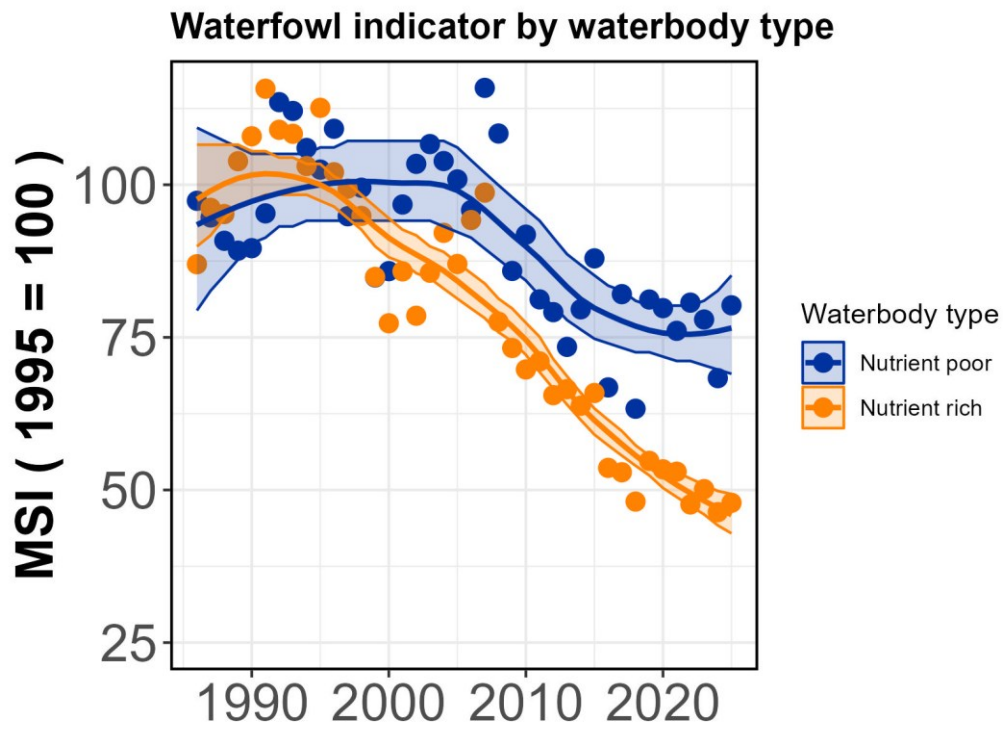 Waterfowl indicator by waterbody type
MSI ( 1995 = 100 )
100
75
50
25
1990 2000 2010 2020
Waterbody type
Nutrient poor
Nutrient rich